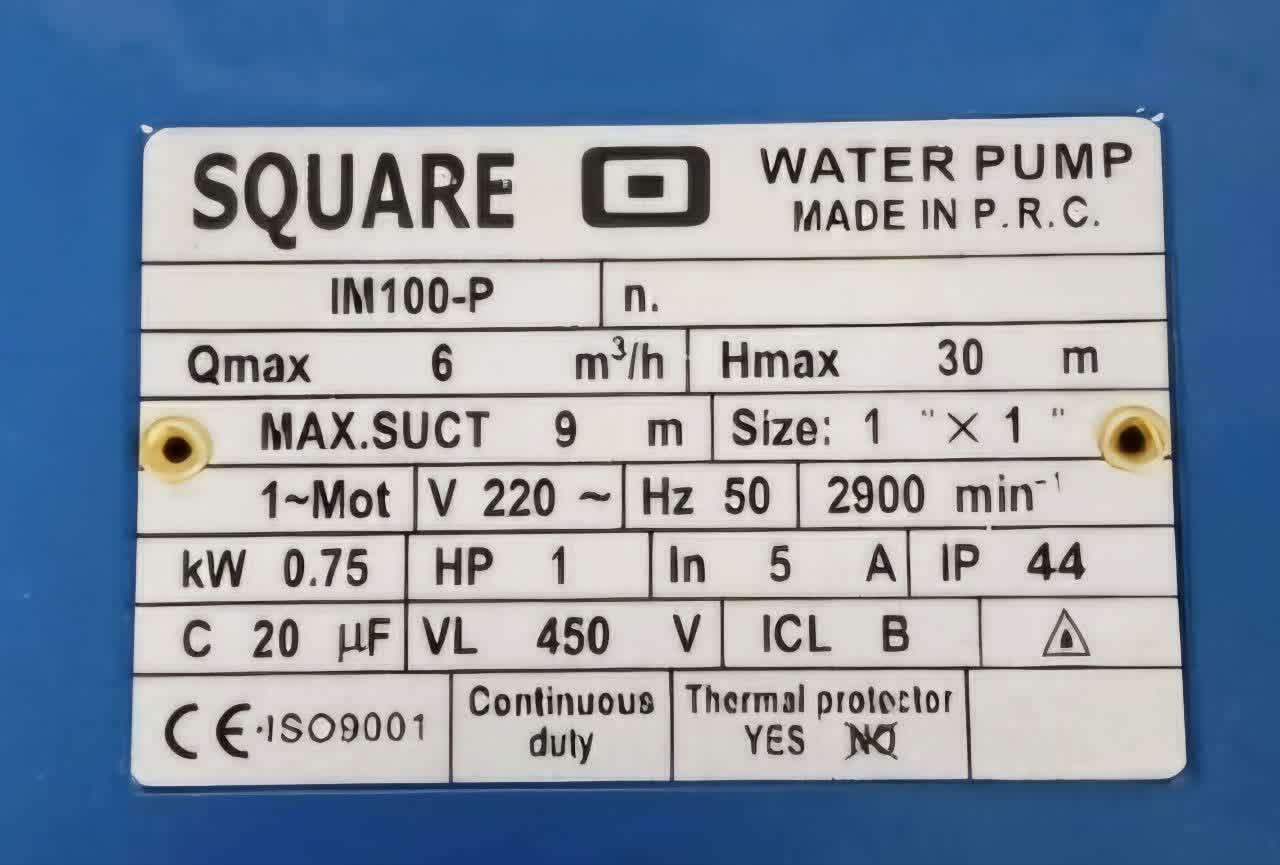 SQUARE WATER PUMP
MADE IN P.R.C.
IM100-P n.
Qmax 6 m³/h Hmax 30 m
MAX.SUCT 9 m Size: 1 " × 1 "
1~Mot V 220 ~ Hz 50 2900 min⁻¹
kW 0.75 HP 1 In 5 A IP 44
C 20 µF VL 450 V ICL B
CE ISO9001 Continuous duty Thermal protector
YES NO